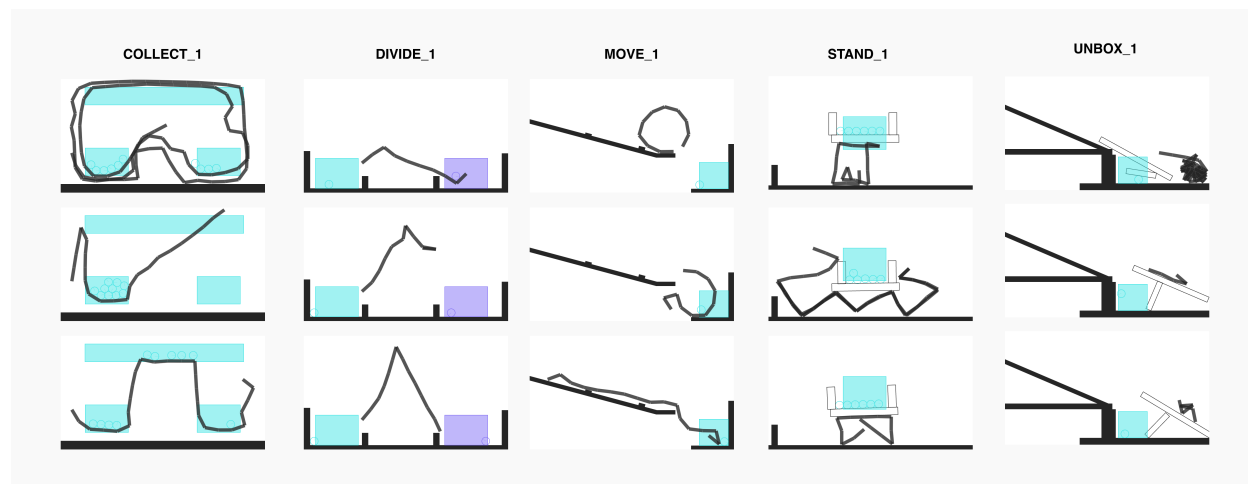 COLLECT_1
DIVIDE_1
MOVE_1
STAND_1
UNBOX_1